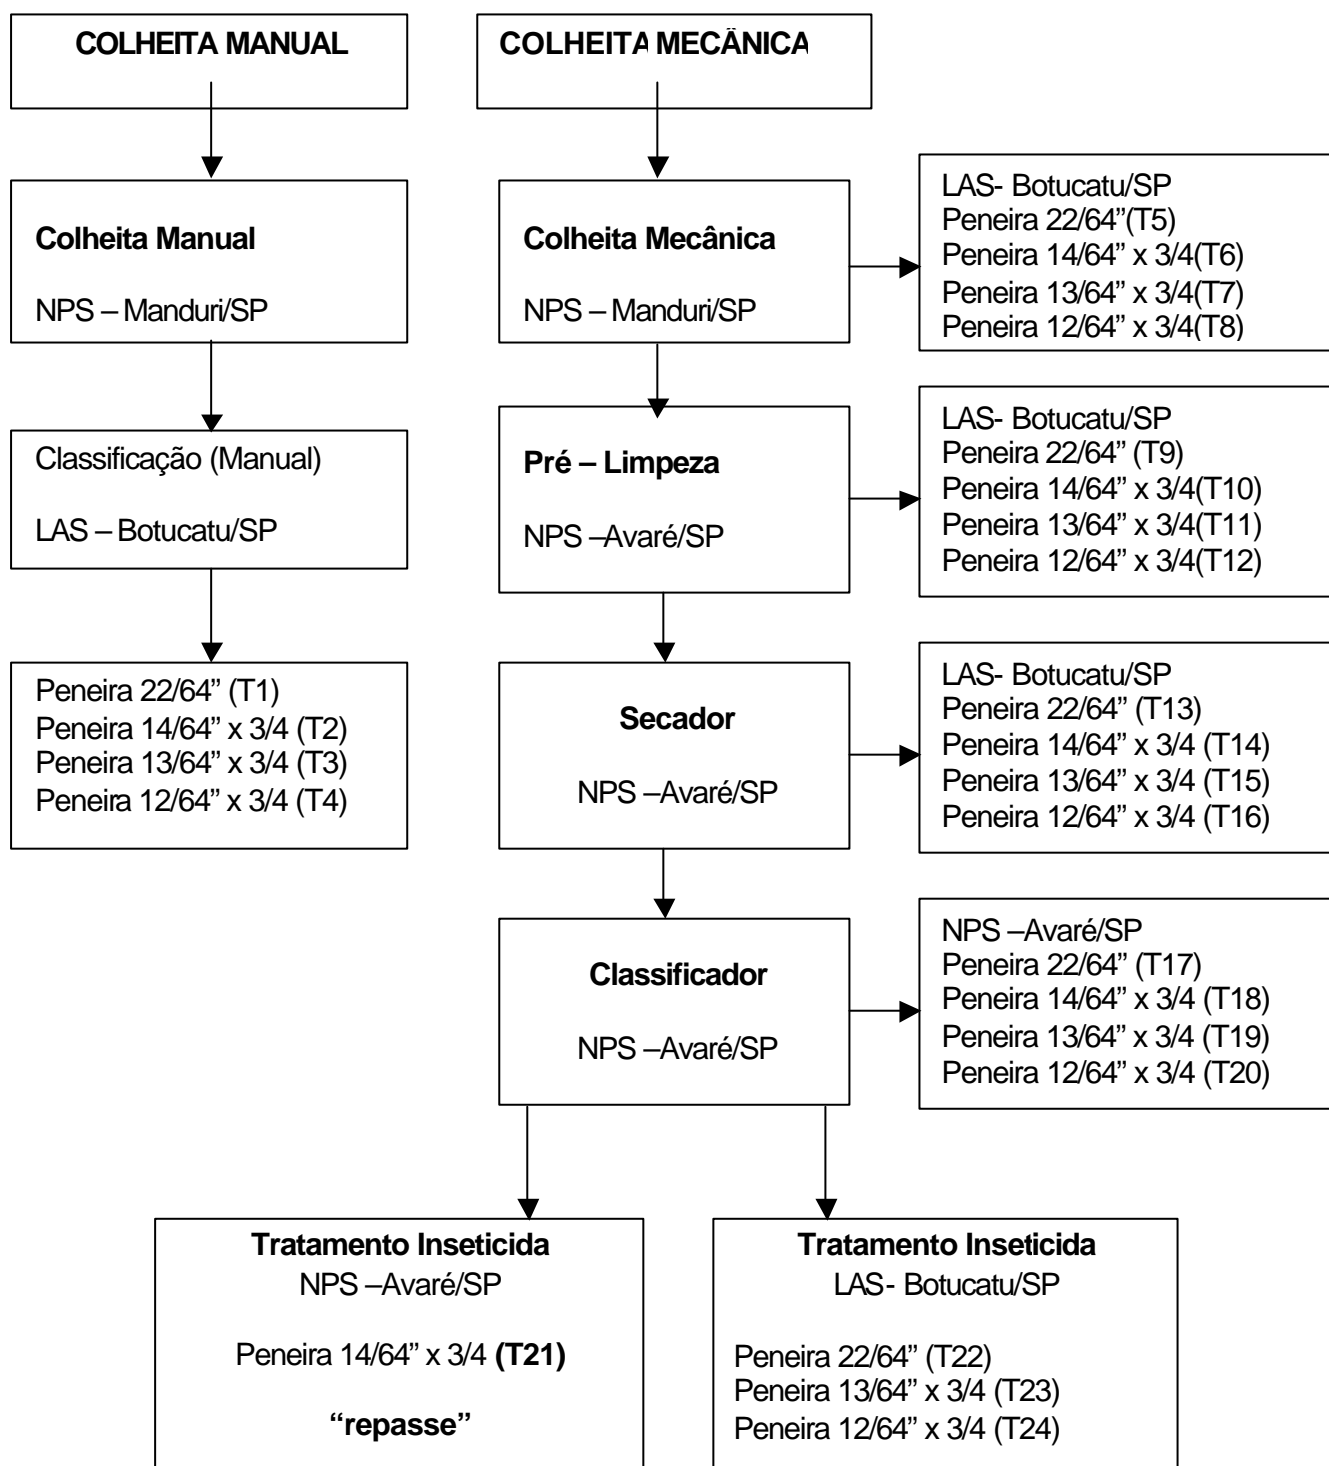 COLHEITA MANUAL
COLHEITA MECÂNICA
Colheita Manual
NPS – Manduri/SP
Colheita Mecânica
NPS – Manduri/SP
LAS- Botucatu/SP
Peneira 22/64”(T5)
Peneira 14/64” x 3/4(T6)
Peneira 13/64” x 3/4(T7)
Peneira 12/64” x 3/4(T8)
Classificação (Manual)
LAS – Botucatu/SP
Pré – Limpeza
NPS –Avaré/SP
LAS- Botucatu/SP
Peneira 22/64” (T9)
Peneira 14/64” x 3/4(T10)
Peneira 13/64” x 3/4(T11)
Peneira 12/64” x 3/4(T12)
Peneira 22/64” (T1)
Peneira 14/64” x 3/4 (T2)
Peneira 13/64” x 3/4 (T3)
Peneira 12/64” x 3/4 (T4)
Secador
NPS –Avaré/SP
LAS- Botucatu/SP
Peneira 22/64” (T13)
Peneira 14/64” x 3/4 (T14)
Peneira 13/64” x 3/4 (T15)
Peneira 12/64” x 3/4 (T16)
Classificador
NPS –Avaré/SP
NPS –Avaré/SP
Peneira 22/64” (T17)
Peneira 14/64” x 3/4 (T18)
Peneira 13/64” x 3/4 (T19)
Peneira 12/64” x 3/4 (T20)
Tratamento Inseticida
NPS –Avaré/SP
Peneira 14/64” x 3/4 (T21)
“repasse”
Tratamento Inseticida
LAS- Botucatu/SP
Peneira 22/64” (T22)
Peneira 13/64” x 3/4 (T23)
Peneira 12/64” x 3/4 (T24)